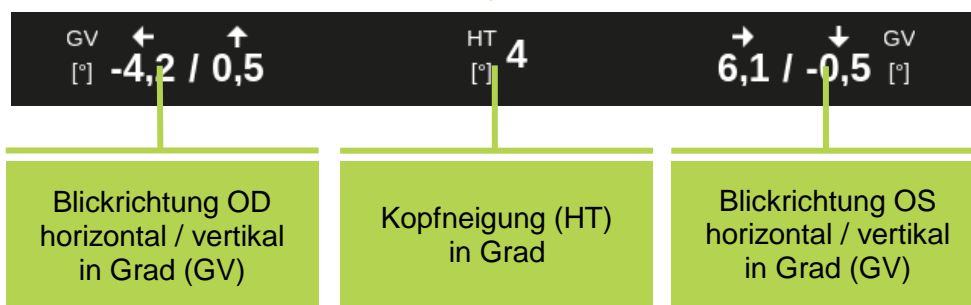 GV ← ↑
[°] -4,2 / 0,5
HT
[°] 4
→ ↓ GV
6,1 / -0,5 [°]
Blickrichtung OD
horizontal / vertikal
in Grad (GV)
Kopfneigung (HT)
in Grad
Blickrichtung OS
horizontal / vertikal
in Grad (GV)